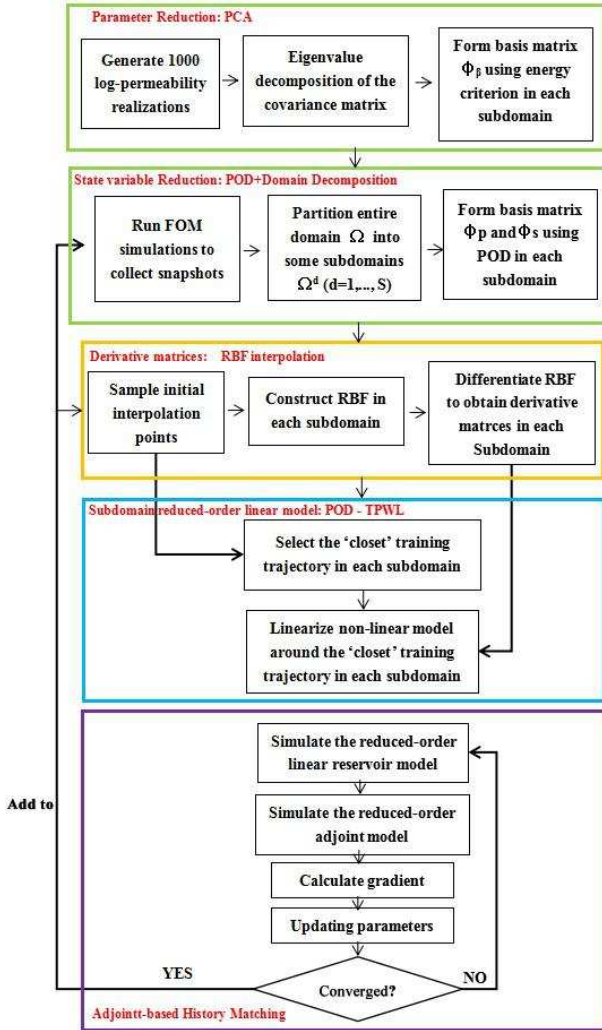 Parameter Reduction: PCA
Generate 1000
log-permeability
realizations
Eigenvalue
decomposition of the
covariance matrix
Form basis matrix
Φβ using energy
criterion in each
subdomain
State variable Reduction: POD+Domain Decomposition
Run FOM
simulations to
collect snapshots
Partition entire
domain Ω into
some subdomains
Ωᵈ (d=1,..., S)
Form basis matrix
Φp and Φs using
POD in each
subdomain
Derivative matrices: RBF interpolation
Sample initial
interpolation
points
Construct RBF in
each subdomain
Differentiate RBF
to obtain derivative
matrces in each
Subdomain
Subdomain reduced-order linear model: POD - TPWL
Select the ‘closet’ training
trajectory in each subdomain
Linearize non-linear model
around the ‘closet’ training
trajectory in each subdomain
Simulate the reduced-order
linear reservoir model
Add to
Simulate the reduced-order
adjoint model
Calculate gradient
Updating parameters
YES
NO
Converged?
Adjointt-based History Matching